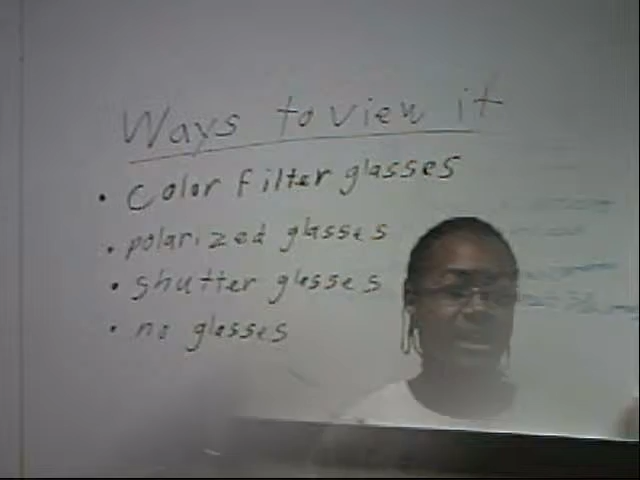 Ways to view it
• Color filter glasses
• polarized glasses
• shutter glasses
• no glasses